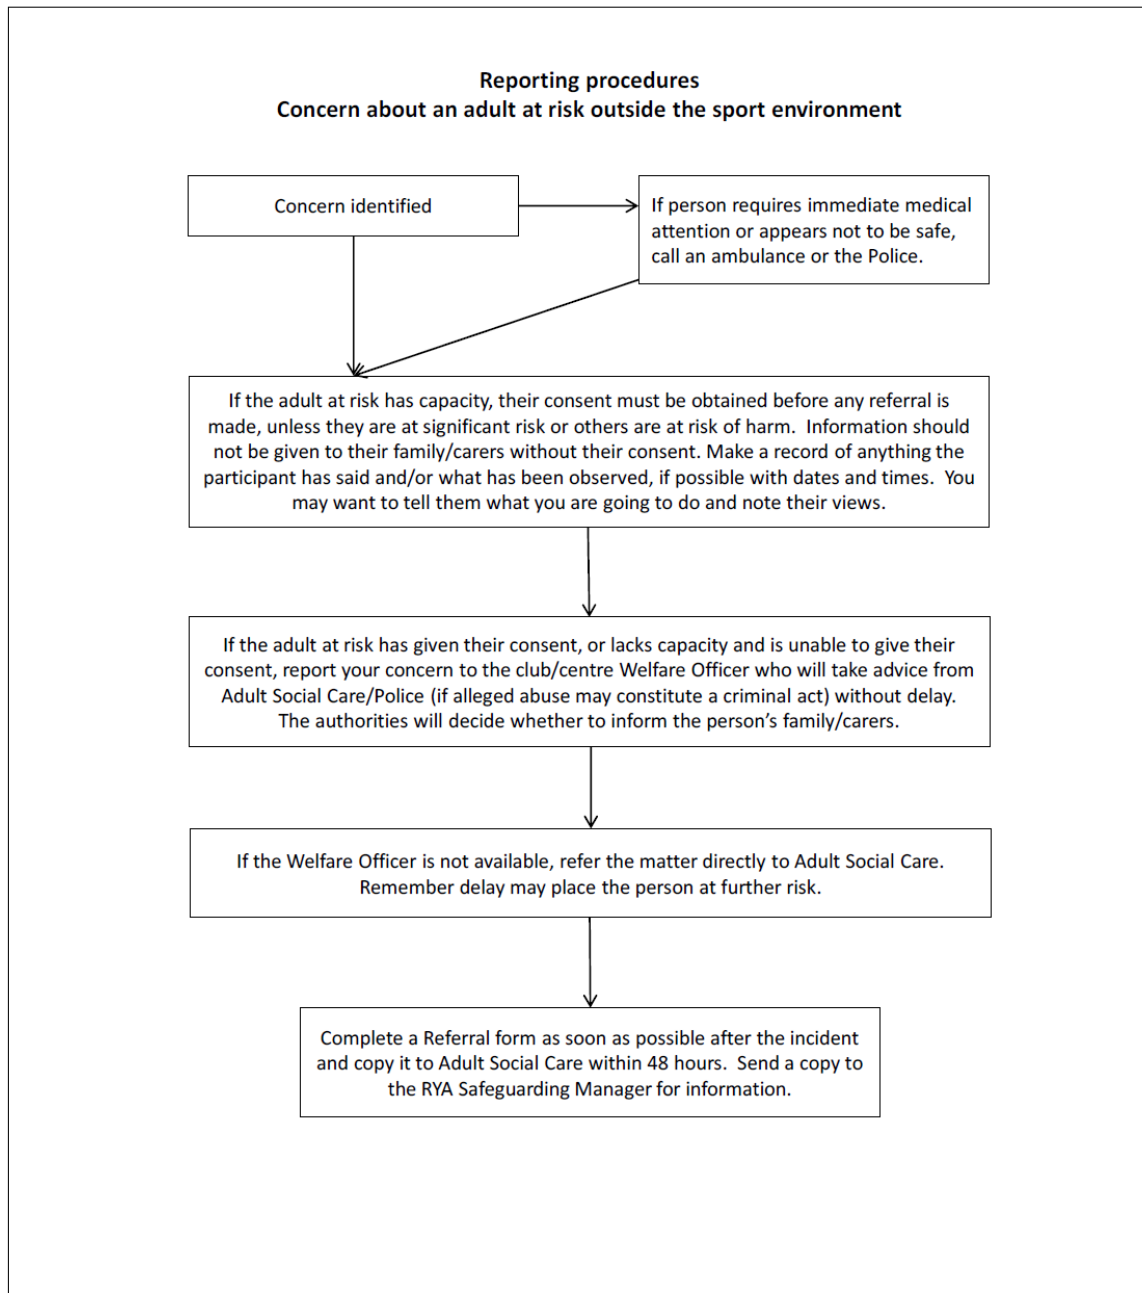 Reporting procedures
Concern about an adult at risk outside the sport environment
Concern identified
If person requires immediate medical
attention or appears not to be safe,
call an ambulance or the Police.
If the adult at risk has capacity, their consent must be obtained before any referral is
made, unless they are at significant risk or others are at risk of harm.  Information should
not be given to their family/carers without their consent. Make a record of anything the
participant has said and/or what has been observed, if possible with dates and times.  You
may want to tell them what you are going to do and note their views.
If the adult at risk has given their consent, or lacks capacity and is unable to give their
consent, report your concern to the club/centre Welfare Officer who will take advice from
Adult Social Care/Police (if alleged abuse may constitute a criminal act) without delay.
The authorities will decide whether to inform the person’s family/carers.
If the Welfare Officer is not available, refer the matter directly to Adult Social Care.
Remember delay may place the person at further risk.
Complete a Referral form as soon as possible after the incident
and copy it to Adult Social Care within 48 hours.  Send a copy to
the RYA Safeguarding Manager for information.